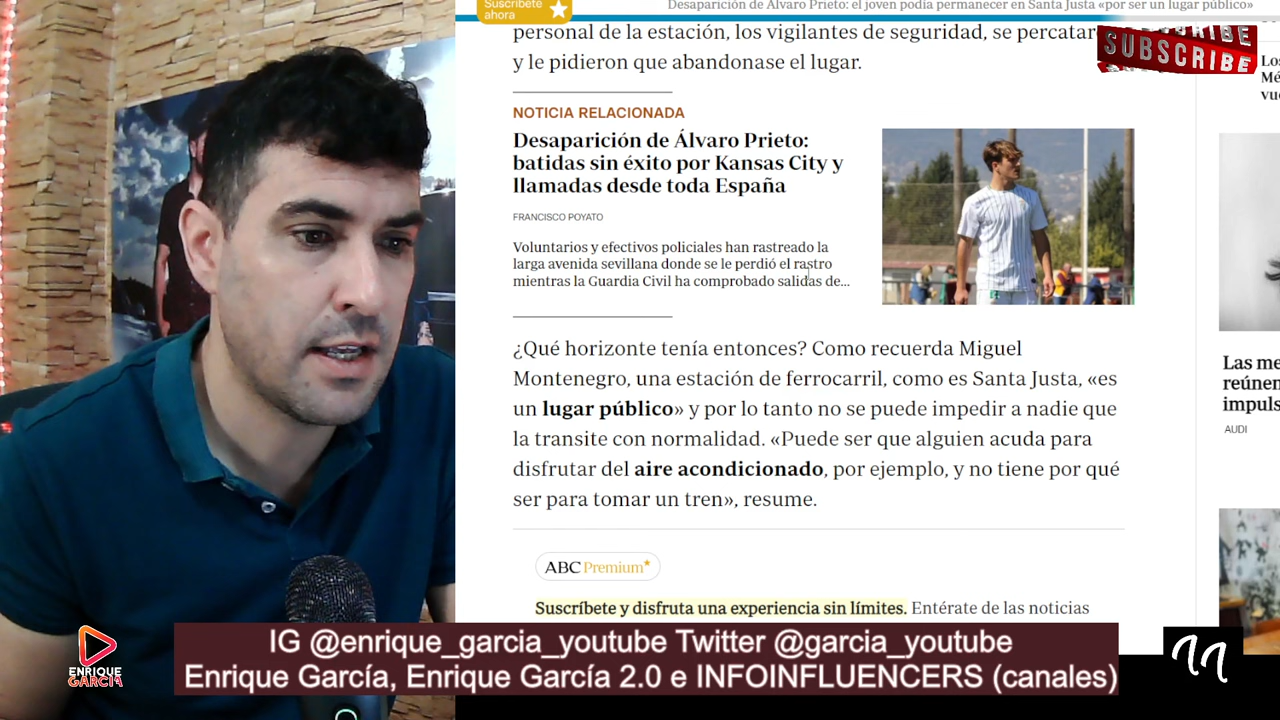 Suscríbete
ahora
Desaparición de Álvaro Prieto: el joven podía permanecer en Santa Justa «por ser un lugar público»
personal de la estación, los vigilantes de seguridad, se percatar
y le pidieron que abandonase el lugar.
SUBSCRIBE
SUBSCRIBE
NOTICIA RELACIONADA
Desaparición de Álvaro Prieto:
batidas sin éxito por Kansas City y
llamadas desde toda España
FRANCISCO POYATO
Voluntarios y efectivos policiales han rastreado la
larga avenida sevillana donde se le perdió el rastro
mientras la Guardia Civil ha comprobado salidas de...
¿Qué horizonte tenía entonces? Como recuerda Miguel
Montenegro, una estación de ferrocarril, como es Santa Justa, «es
un lugar público» y por lo tanto no se puede impedir a nadie que
la transite con normalidad. «Puede ser que alguien acuda para
disfrutar del aire acondicionado, por ejemplo, y no tiene por qué
ser para tomar un tren», resume.
ABC Premium
Suscríbete y disfruta una experiencia sin límites. Entérate de las noticias
Las me
reúnen
impuls
AUDI
IG @enrique_garcia_youtube Twitter @garcia_youtube
Enrique García, Enrique García 2.0 e INFOINFLUENCERS (canales)
ENRIQUE
GARCÍA